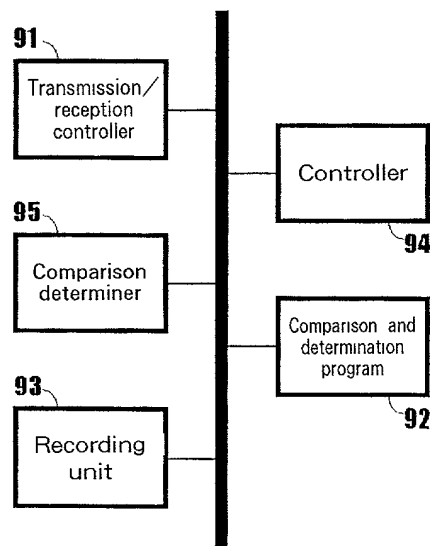 91
Transmission/
reception
controller
95
Comparison
determiner
93
Recording
unit
Controller
94
Comparison and
determination
program
92